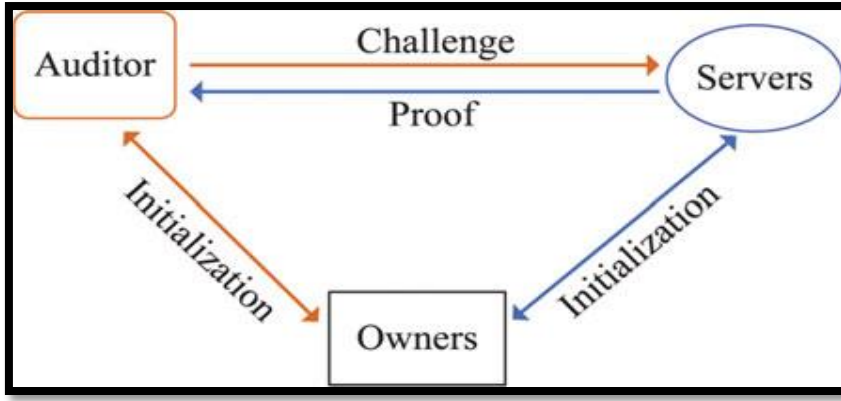 Challenge
Auditor
Servers
Proof
Initialization
Initialization
Owners